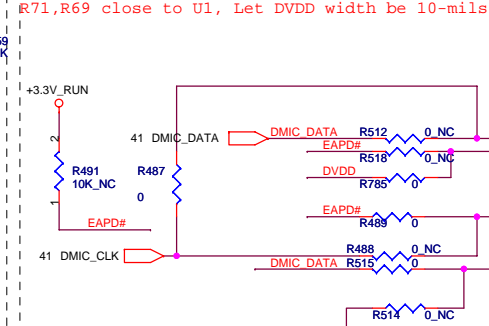 R71,R69 close to U1, Let DVDD width be 10-mils
9
K
+3.3V_RUN
2
41 DMIC_DATA
DMIC_DATA R512 0_NC
EAPD# R518 0_NC
R491 R487
10K_NC 0
DVDD R785 0
1
EAPD#
EAPD# R489 0
41 DMIC_CLK
R488 0_NC
DMIC_DATA R515 0
R514 0_NC